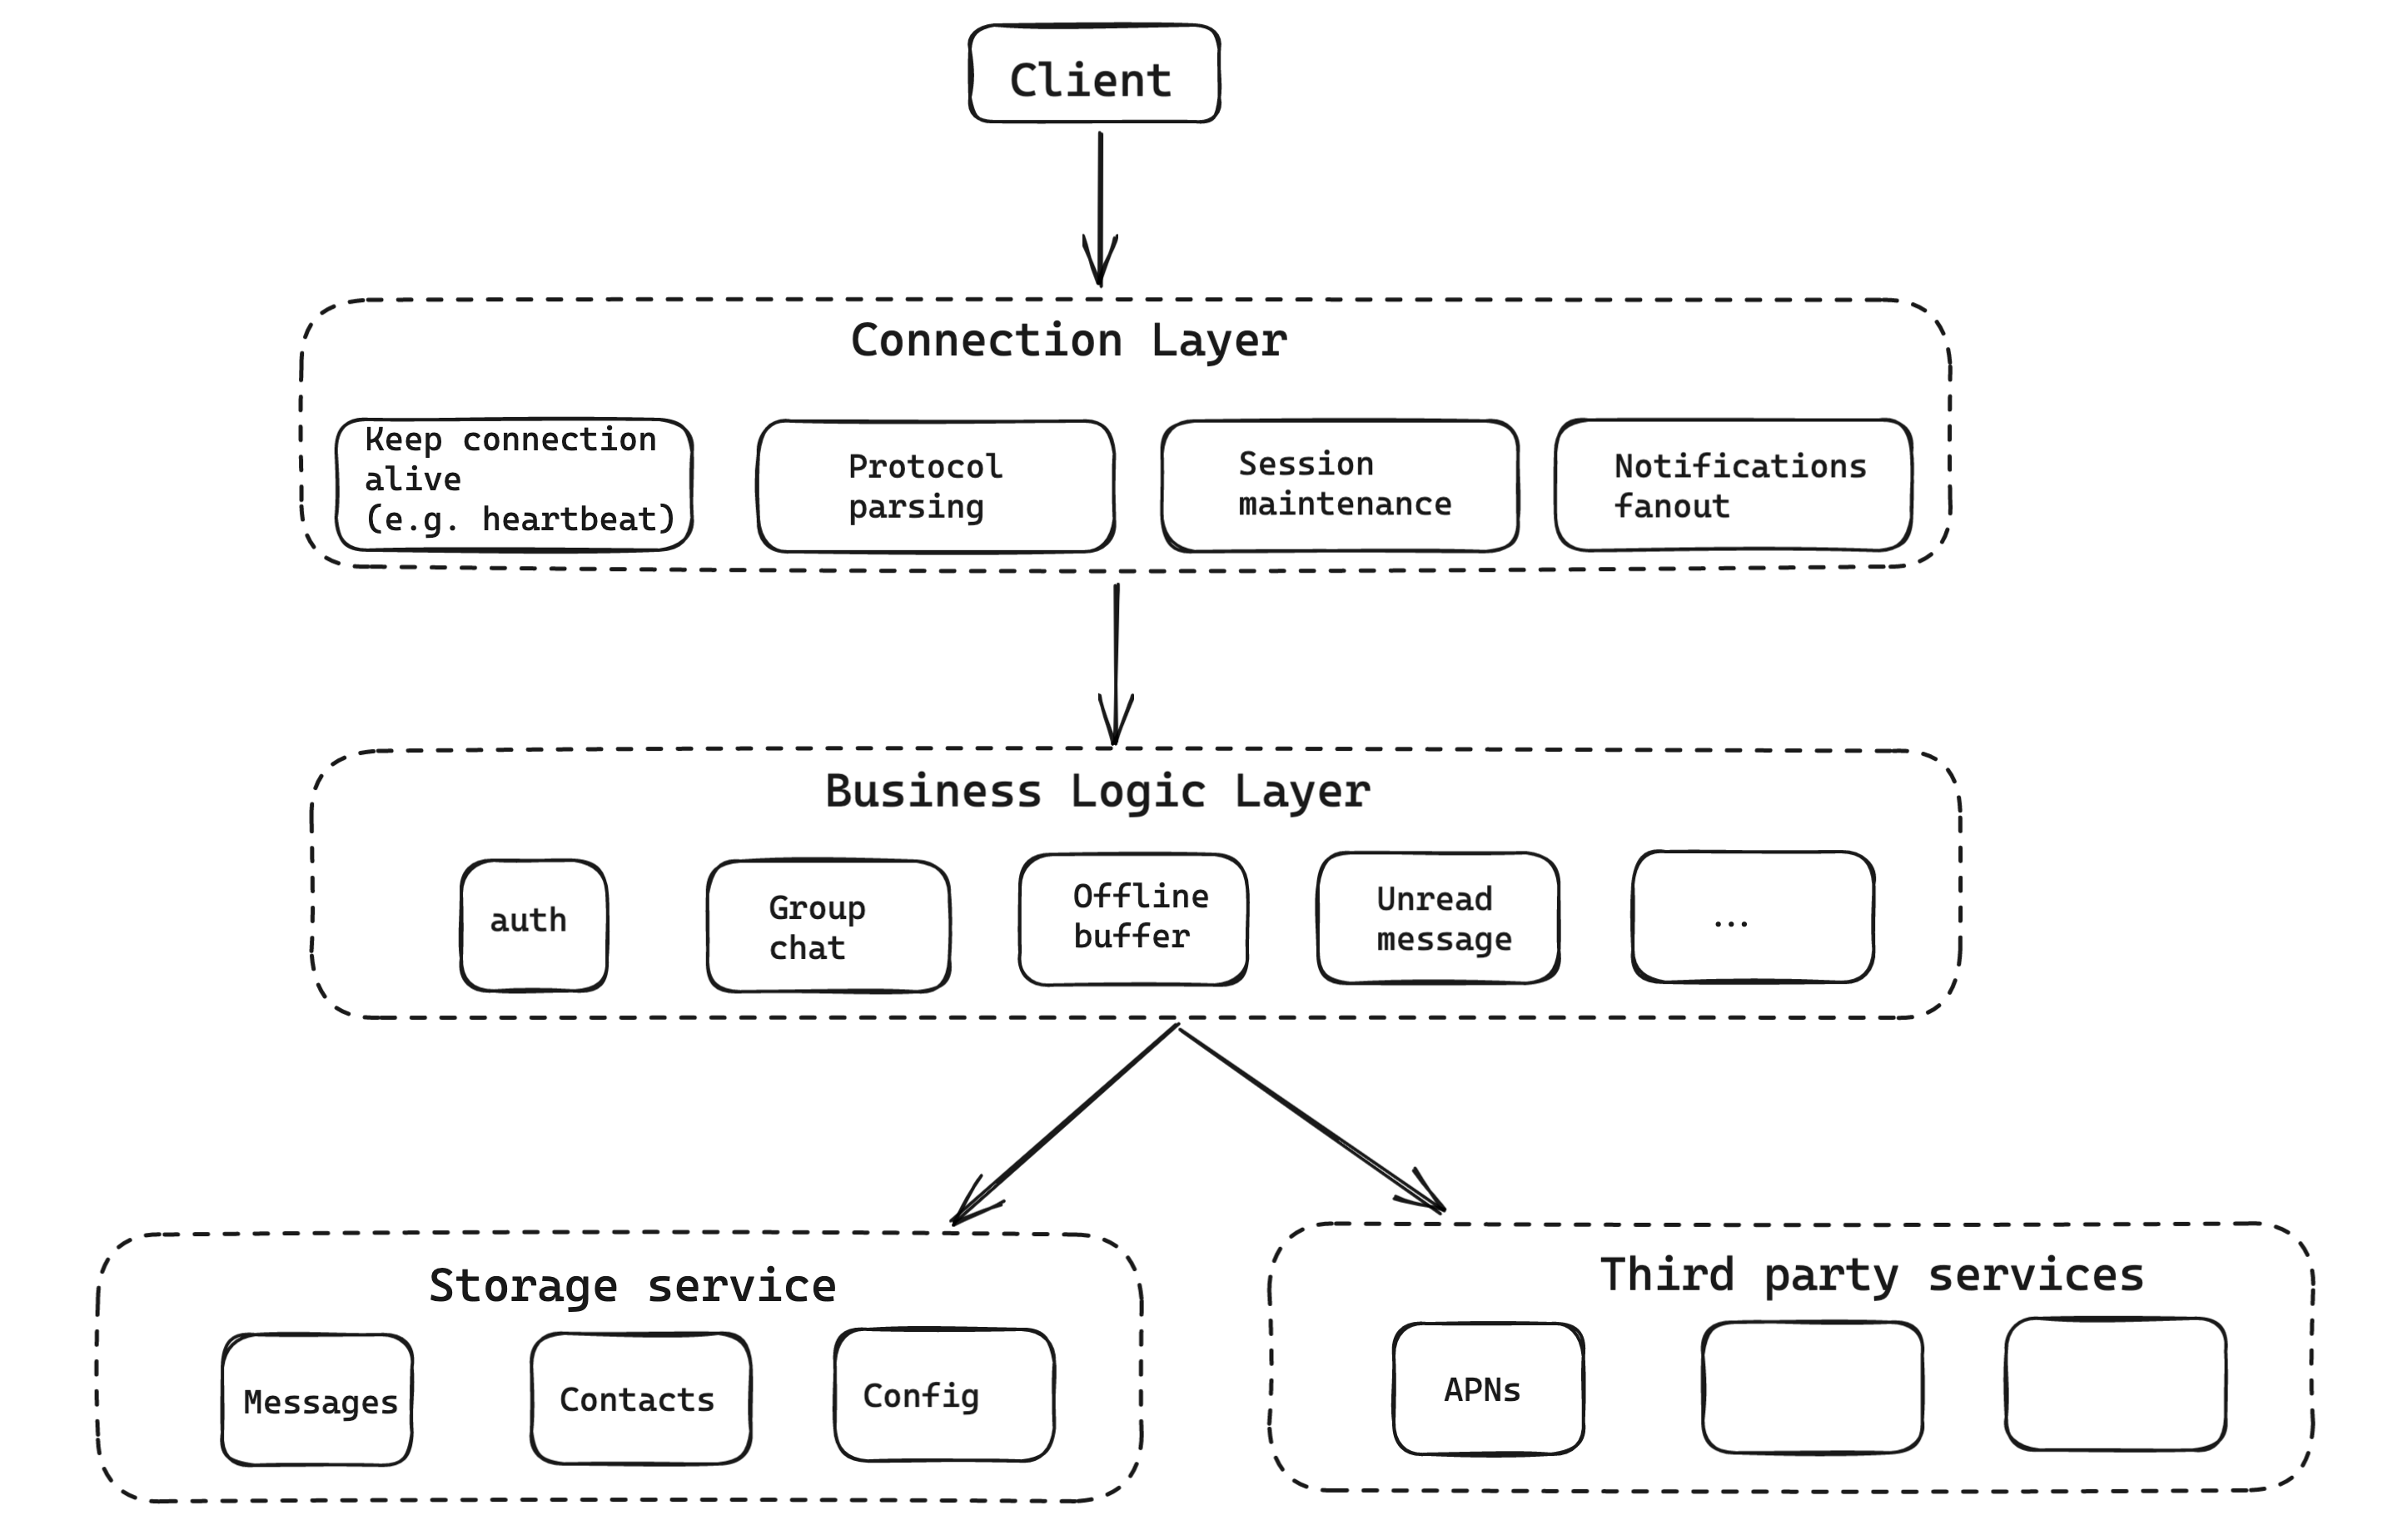 Client
Connection Layer
Keep connection
alive
(e.g. heartbeat)
Protocol
parsing
Session
maintenance
Notifications
fanout
Business Logic Layer
auth
Group
chat
Offline
buffer
Unread
message
...
Storage service
Messages
Contacts
Config
Third party services
APNs